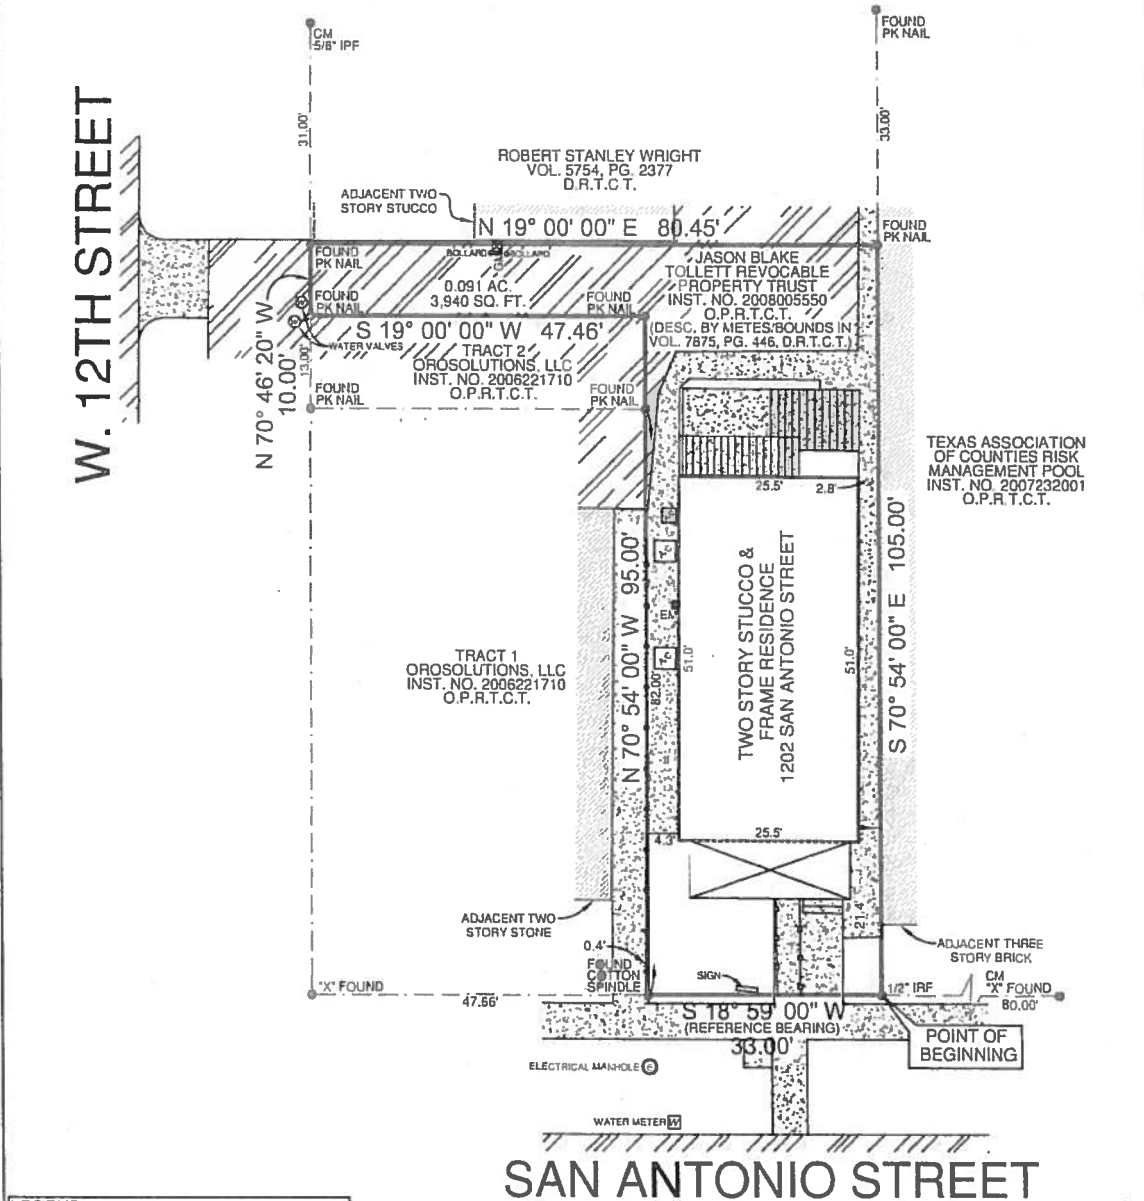 FOUND
PK NAIL
CM
5/8" IPF
31.00'
33.00'
W. 12TH STREET
ROBERT STANLEY WRIGHT
VOL. 5754, PG. 2377
D.R.T.C.T.
ADJACENT TWO
STORY STUCCO
N 19° 00' 00" E 80.45'
FOUND
PK NAIL
FOUND
PK NAIL
BOLLARD
BOLLARD
JASON BLAKE
TOLLETT REVOCABLE
PROPERTY TRUST
INST. NO. 2008005550
O.P.R.T.C.T.
(DESC. BY METES/BOUNDS IN
VOL. 7875, PG. 446, D.R.T.C.T.)
0.091 AC.
3,940 SQ. FT.
FOUND
PK NAIL
FOUND
PK NAIL
S 19° 00' 00" W 47.46'
WATER VALVES
N 70° 46' 20" W
10.00'
13.00'
TRACT 2
OROSOLUTIONS, LLC
INST. NO. 2006221710
O.P.R.T.C.T.
FOUND
PK NAIL
FOUND
PK NAIL
TEXAS ASSOCIATION
OF COUNTIES RISK
MANAGEMENT POOL
INST. NO. 2007232001
O.P.R.T.C.T.
25.5'
2.8'
N 70° 54' 00" W 95.00'
82.00'
EM
51.0'
TWO STORY STUCCO &
FRAME RESIDENCE
1202 SAN ANTONIO STREET
51.0'
S 70° 54' 00" E 105.00'
TRACT 1
OROSOLUTIONS, LLC
INST. NO. 2006221710
O.P.R.T.C.T.
25.5'
4.3'
21.4'
ADJACENT TWO
STORY STONE
0.4'
FOUND
COTTON
SPINDLE
SIGN
ADJACENT THREE
STORY BRICK
"X" FOUND
47.66'
1/2" IRF
CM
"X" FOUND
80.00'
S 18° 59' 00" W
(REFERENCE BEARING)
33.00'
POINT OF
BEGINNING
ELECTRICAL MANHOLE E
WATER METER W
SAN ANTONIO STREET